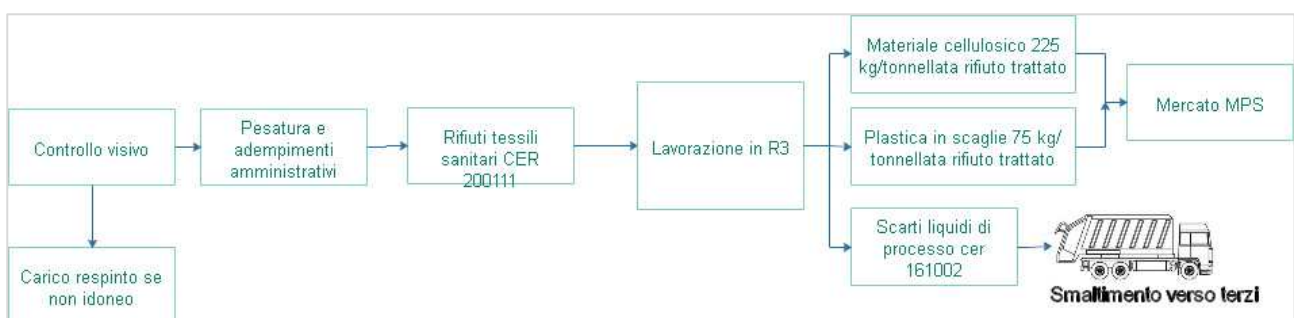 Controllo visivo
Carico respinto se
non idoneo
Pesatura e
adempimenti
amministrativi
Rifiuti tessili
sanitari CER
200111
Lavorazione in R3
Materiale cellulosico 225
kg/tonnellata rifiuto trattato
Plastica in scaglie 75 kg/
tonnellata rifiuto trattato
Scarti liquidi di
processo cer
161002
Mercato MPS
Smaltimento verso terzi